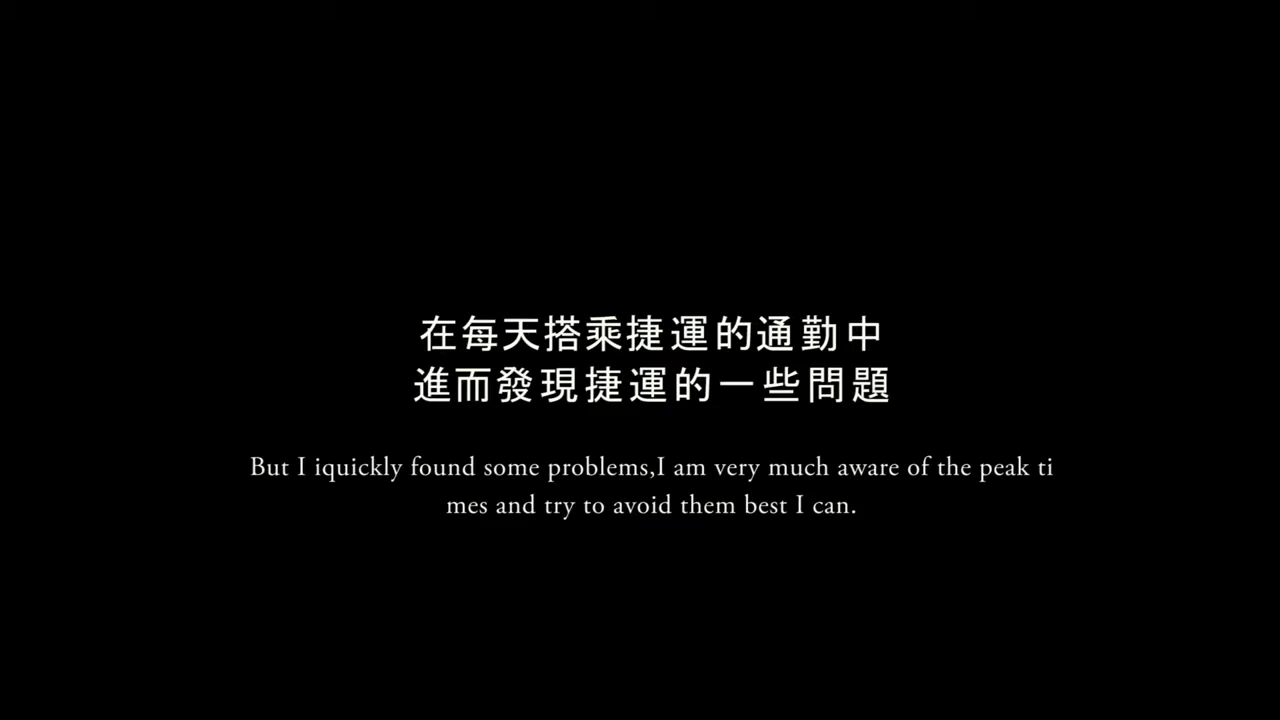 在每天搭乘捷運的通勤中
進而發現捷運的一些問題
But I iquickly found some problems,I am very much aware of the peak ti
mes and try to avoid them best I can.